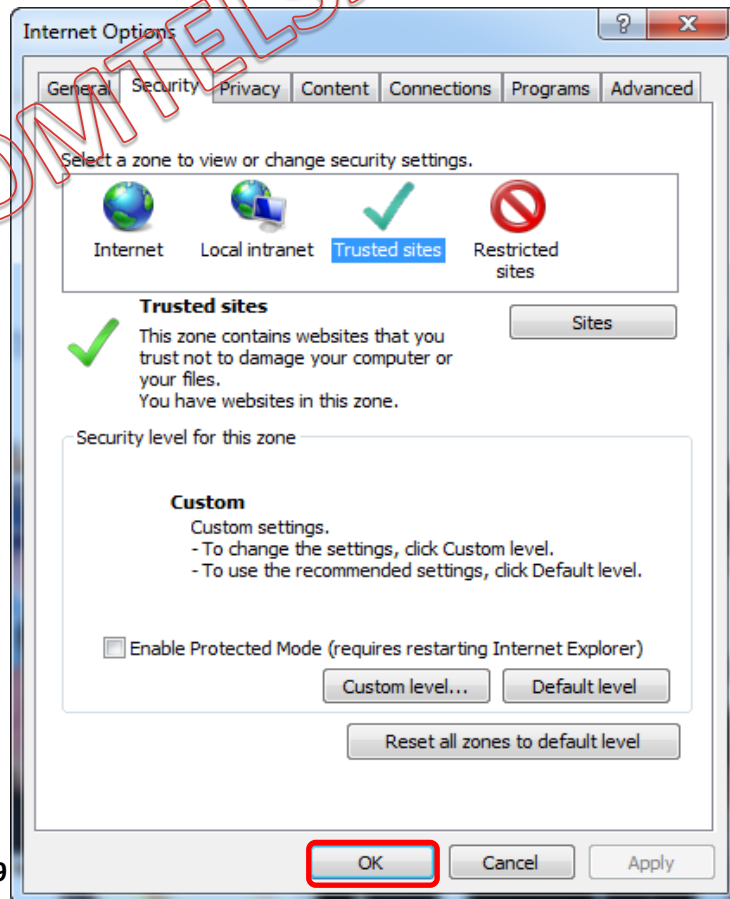 Internet Options
General Security Privacy Content Connections Programs Advanced
Select a zone to view or change security settings.
Internet Local intranet Trusted sites Restricted
sites
Trusted sites
Sites
This zone contains websites that you
trust not to damage your computer or
your files.
You have websites in this zone.
Security level for this zone
Custom
Custom settings.
- To change the settings, click Custom level.
- To use the recommended settings, click Default level.
Enable Protected Mode (requires restarting Internet Explorer)
Custom level... Default level
Reset all zones to default level
9
OK Cancel Apply